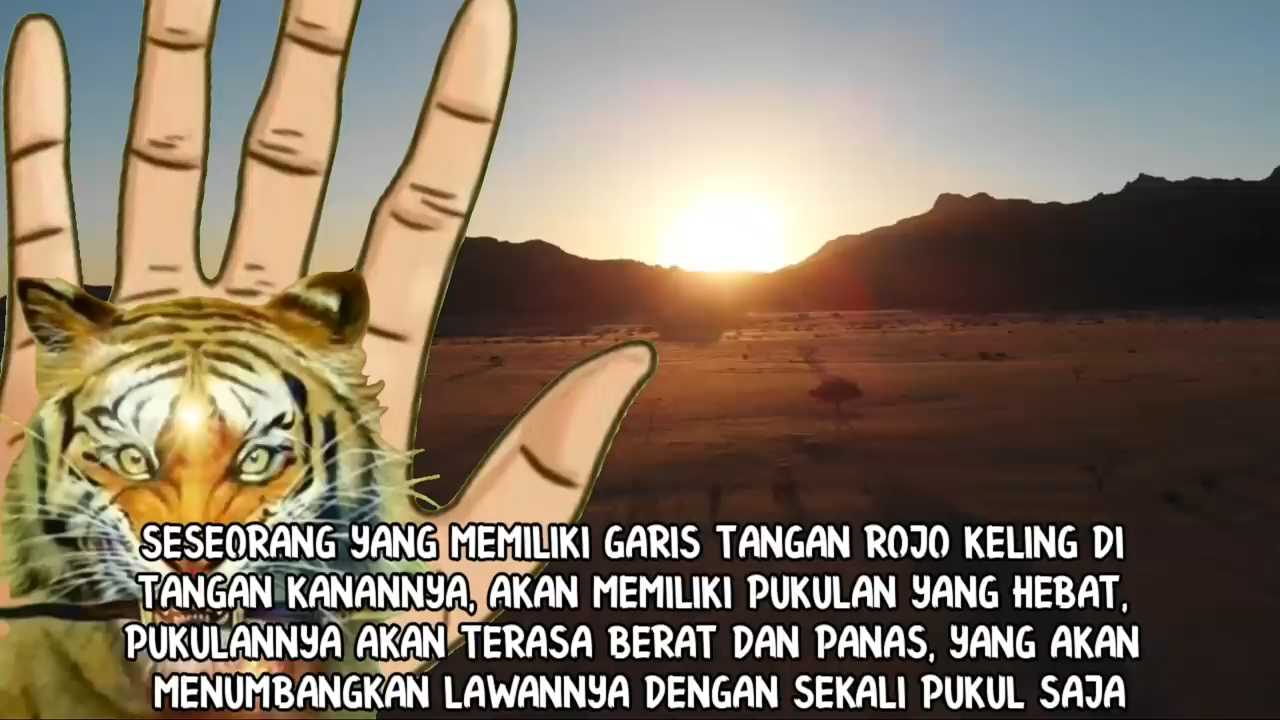 SESEORANG YANG MEMILIKI GARIS TANGAN ROJO KELING DI
TANGAN KANANNYA, AKAN MEMILIKI PUKULAN YANG HEBAT,
PUKULANNYA AKAN TERASA BERAT DAN PANAS, YANG AKAN
MENUMBANGKAN LAWANNYA DENGAN SEKALI PUKUL SAJA